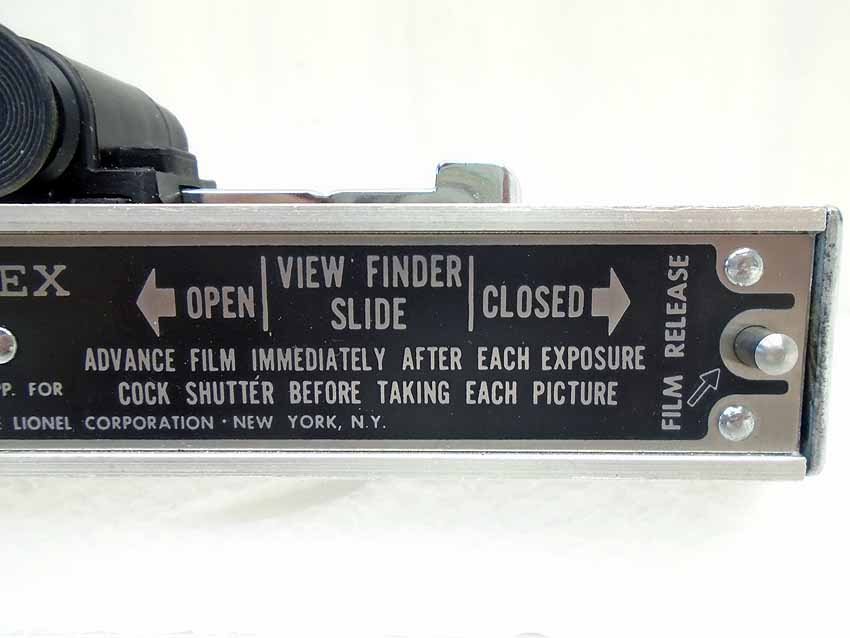 EX
OPEN
VIEW FINDER
SLIDE
CLOSED
ADVANCE FILM IMMEDIATELY AFTER EACH EXPOSURE
PP. FOR
COCK SHUTTER BEFORE TAKING EACH PICTURE
LIONEL CORPORATION · NEW YORK, N.Y.
FILM RELEASE